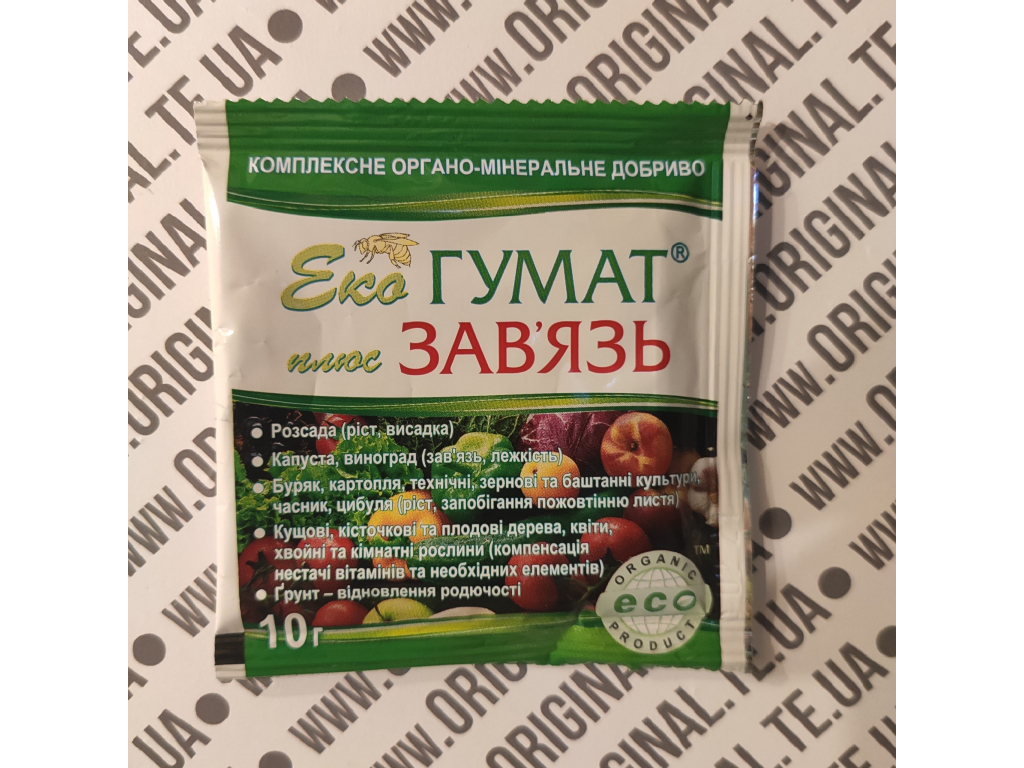 КОМПЛЕКСНЕ ОРГАНО-МІНЕРАЛЬНЕ ДОБРИВО
Еко ГУМАТ®
плюс ЗАВ'ЯЗЬ
• Розсада (ріст, висадка)
• Капуста, виноград (зав'язь, лежкість)
• Буряк, картопля, технічні, зернові та баштанні культури,
часник, цибуля (ріст, запобігання пожовтінню листя)
• Кущові, кісточкові та плодові дерева, квіти,
хвойні та кімнатні рослини (компенсація
нестачі вітамінів та необхідних елементів)
• Ґрунт – відновлення родючості
10 г
ORGANIC
eco
PRODUCT
TM
WWW.ORIGINAL.TE.UA